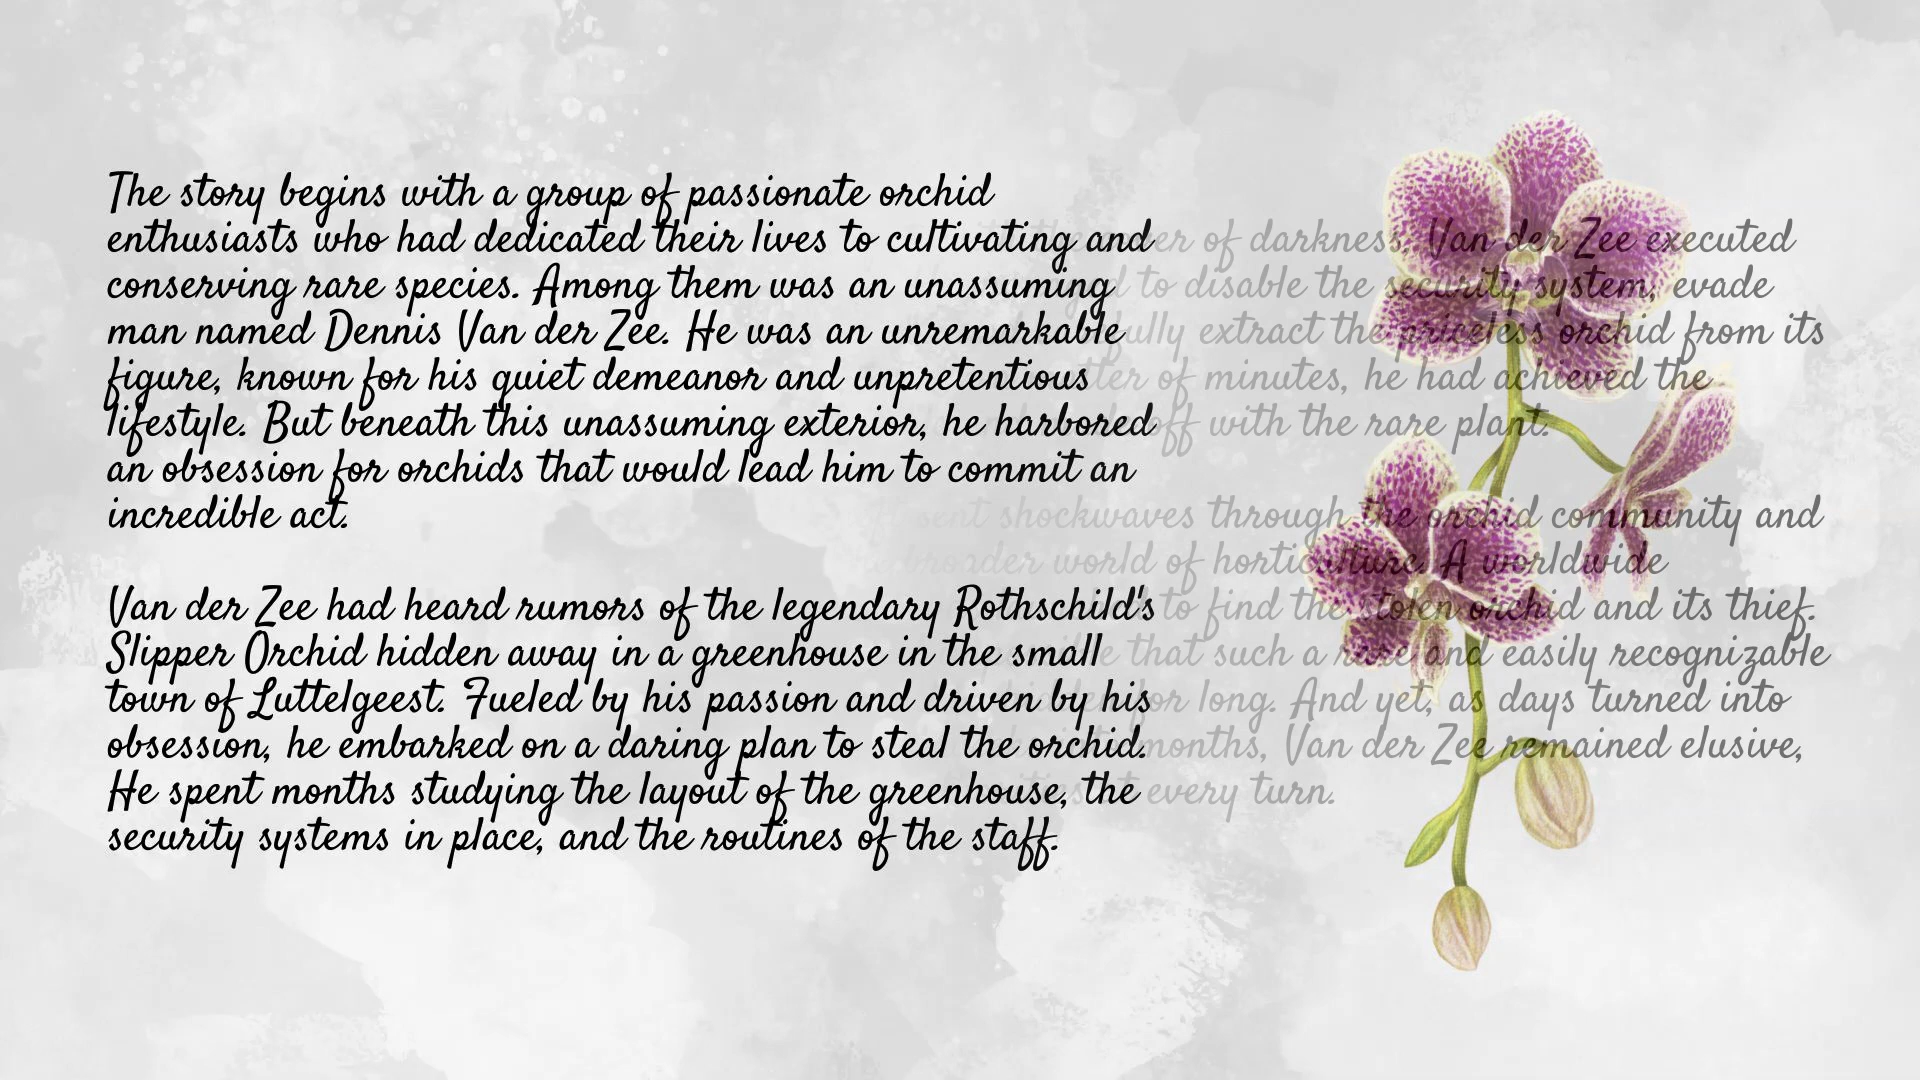 The story begins with a group of passionate orchid
enthusiasts who had dedicated their lives to cultivating and
conserving rare species. Among them was an unassuming
man named Dennis Van der Zee. He was an unremarkable
figure, known for his quiet demeanor and unpretentious
lifestyle. But beneath this unassuming exterior, he harbored
an obsession for orchids that would lead him to commit an
incredible act.
Van der Zee had heard rumors of the legendary Rothschild's
Slipper Orchid hidden away in a greenhouse in the small
town of Luttelgeest. Fueled by his passion and driven by his
obsession, he embarked on a daring plan to steal the orchid.
He spent months studying the layout of the greenhouse, the
security systems in place, and the routines of the staff.
of darkness, Van der Zee executed
to disable the security system, evade
extract the priceless orchid from its
of minutes, he had achieved the
off with the rare plant.
sent shockwaves through the orchid community and
broader world of horticulture. A worldwide
to find the stolen orchid and its thief.
that such a rare and easily recognizable
for long. And yet, as days turned into
months, Van der Zee remained elusive,
every turn.